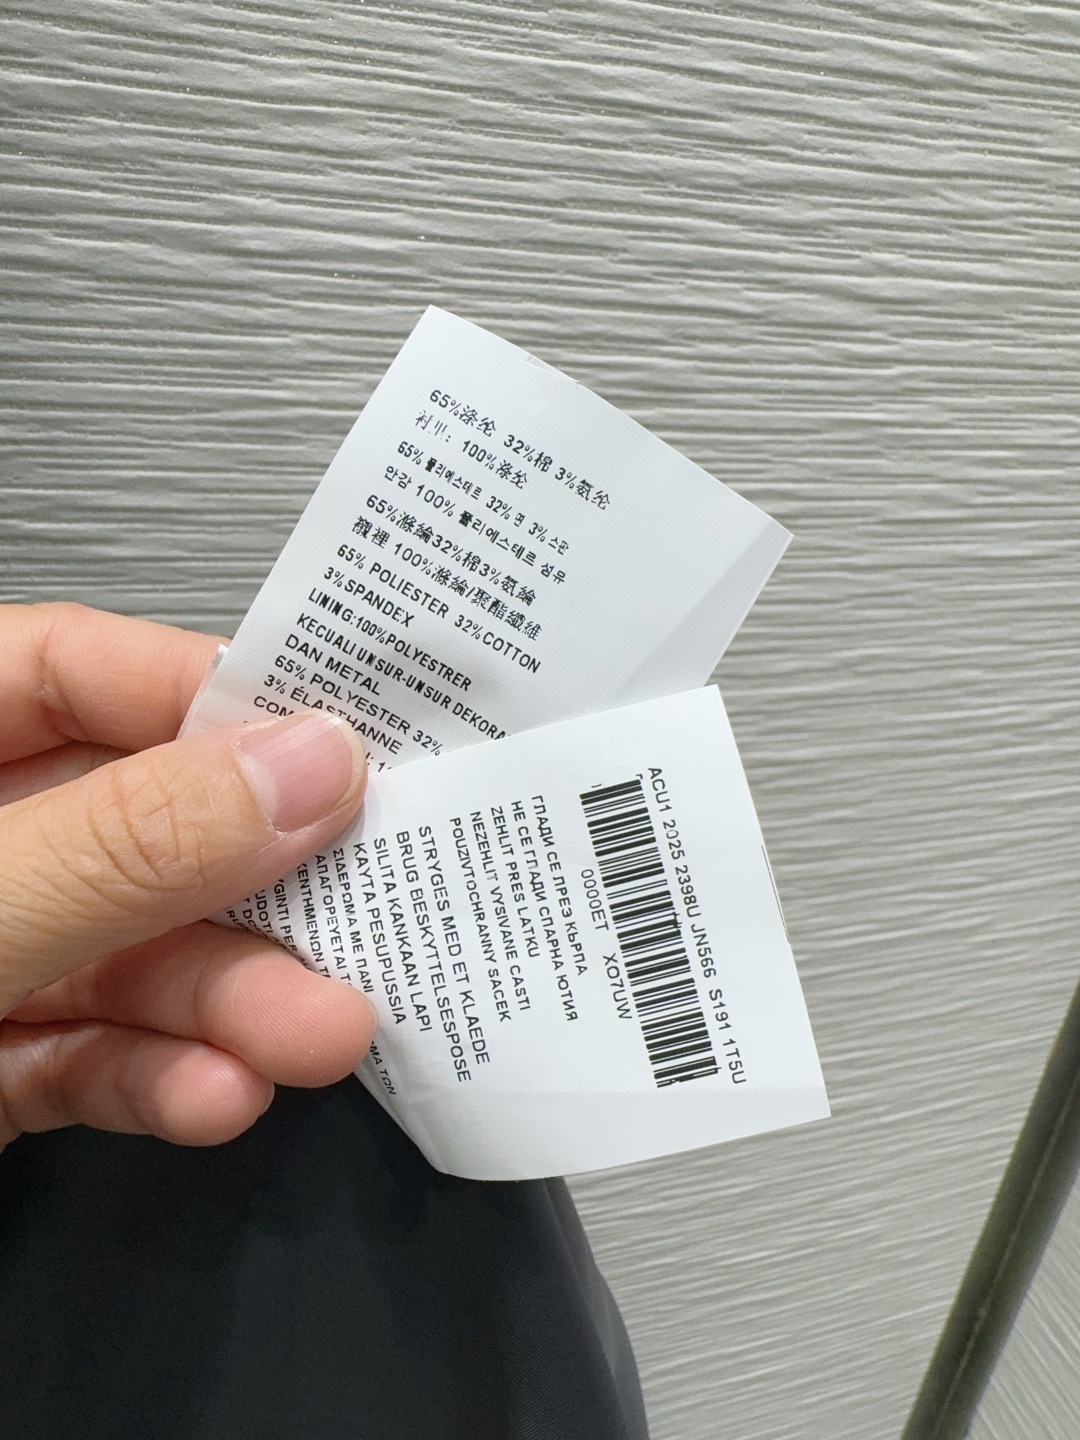 65%涤纶 32%棉 3%氨纶
衬里: 100%涤纶
65% 폴리에스테르 32% 면 3% 스판
안감 100% 폴리에스테르 섬유
65%滌綸32%棉3%氨綸
襯裡 100%滌綸/聚酯纖維
65% POLIESTER 32% COTTON
3%SPANDEX
LINING:100%POLYESTRER
KECUALI UNSUR-UNSUR DEKORA
DAN METAL
65% POLYESTER 32%
3% ÉLASTHANNE
COM
ACU1 2025 2398U JN566 S191 1T5U
0000ET XO7UW
ГЛАДИ СЕ ПРЕЗ КЪРПА
НЕ СЕ ГЛАДИ СПАРНА ЮТИЯ
ZEHLIT PRES LATKU
NEZEHLIT VYSIVANE CASTI
POUZIVTOCHRANNY SACEK
STRYGES MED ET KLAEDE
BRUG BESKYTTELSESPOSE
SILITA KANKAAN LAPI
KAYTA PESUPUSSIA
ΣΙΔΕΡΩΜΑ ΜΕ ΠΑΝΙ
ΑΠΑΓΟΡΕΥΕΤΑΙ ΤΟ
ΚΕΝΤΗΜΕΝΩΝ